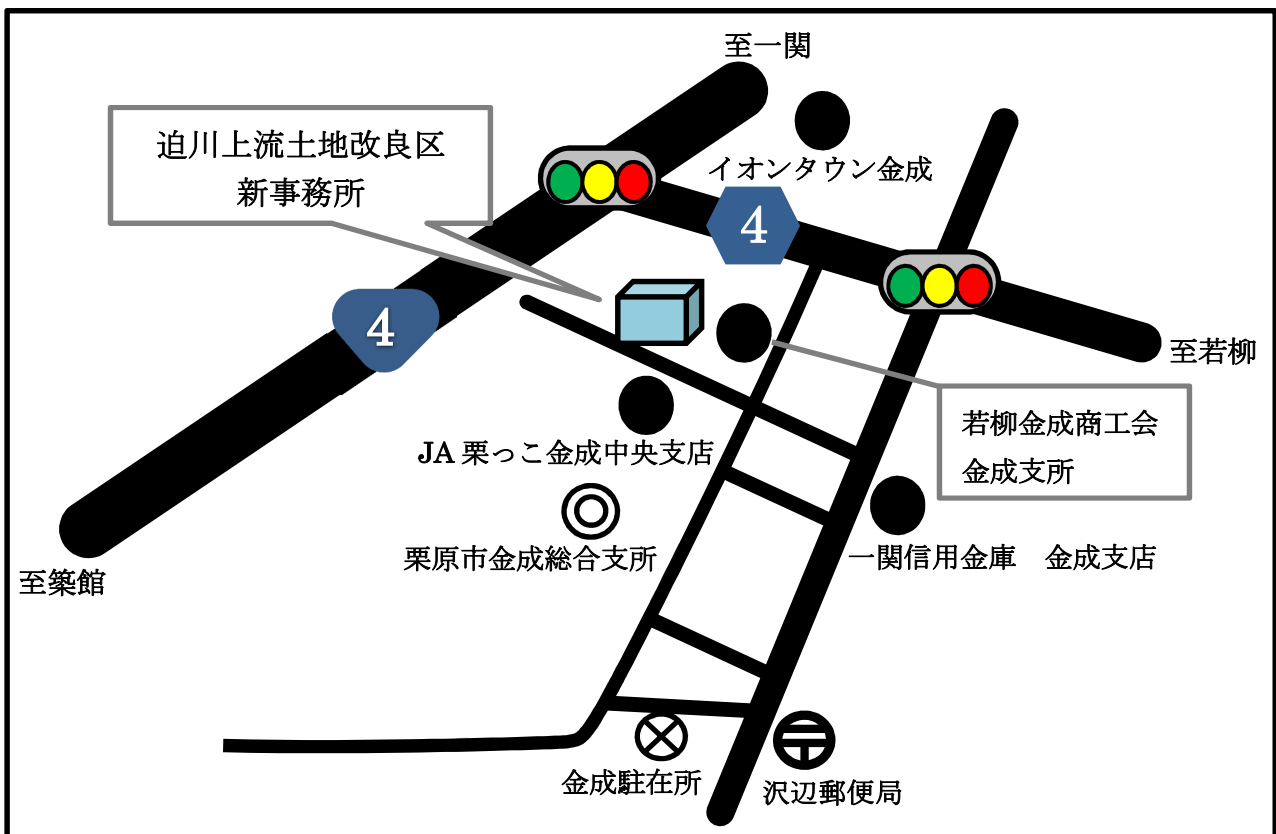 至一関
迫川上流土地改良区
新事務所
イオンタウン金成
4
4
至若柳
若柳金成商工会
金成支所
JA栗っこ金成中央支店
栗原市金成総合支所
一関信用金庫　金成支店
至築館
金成駐在所
沢辺郵便局